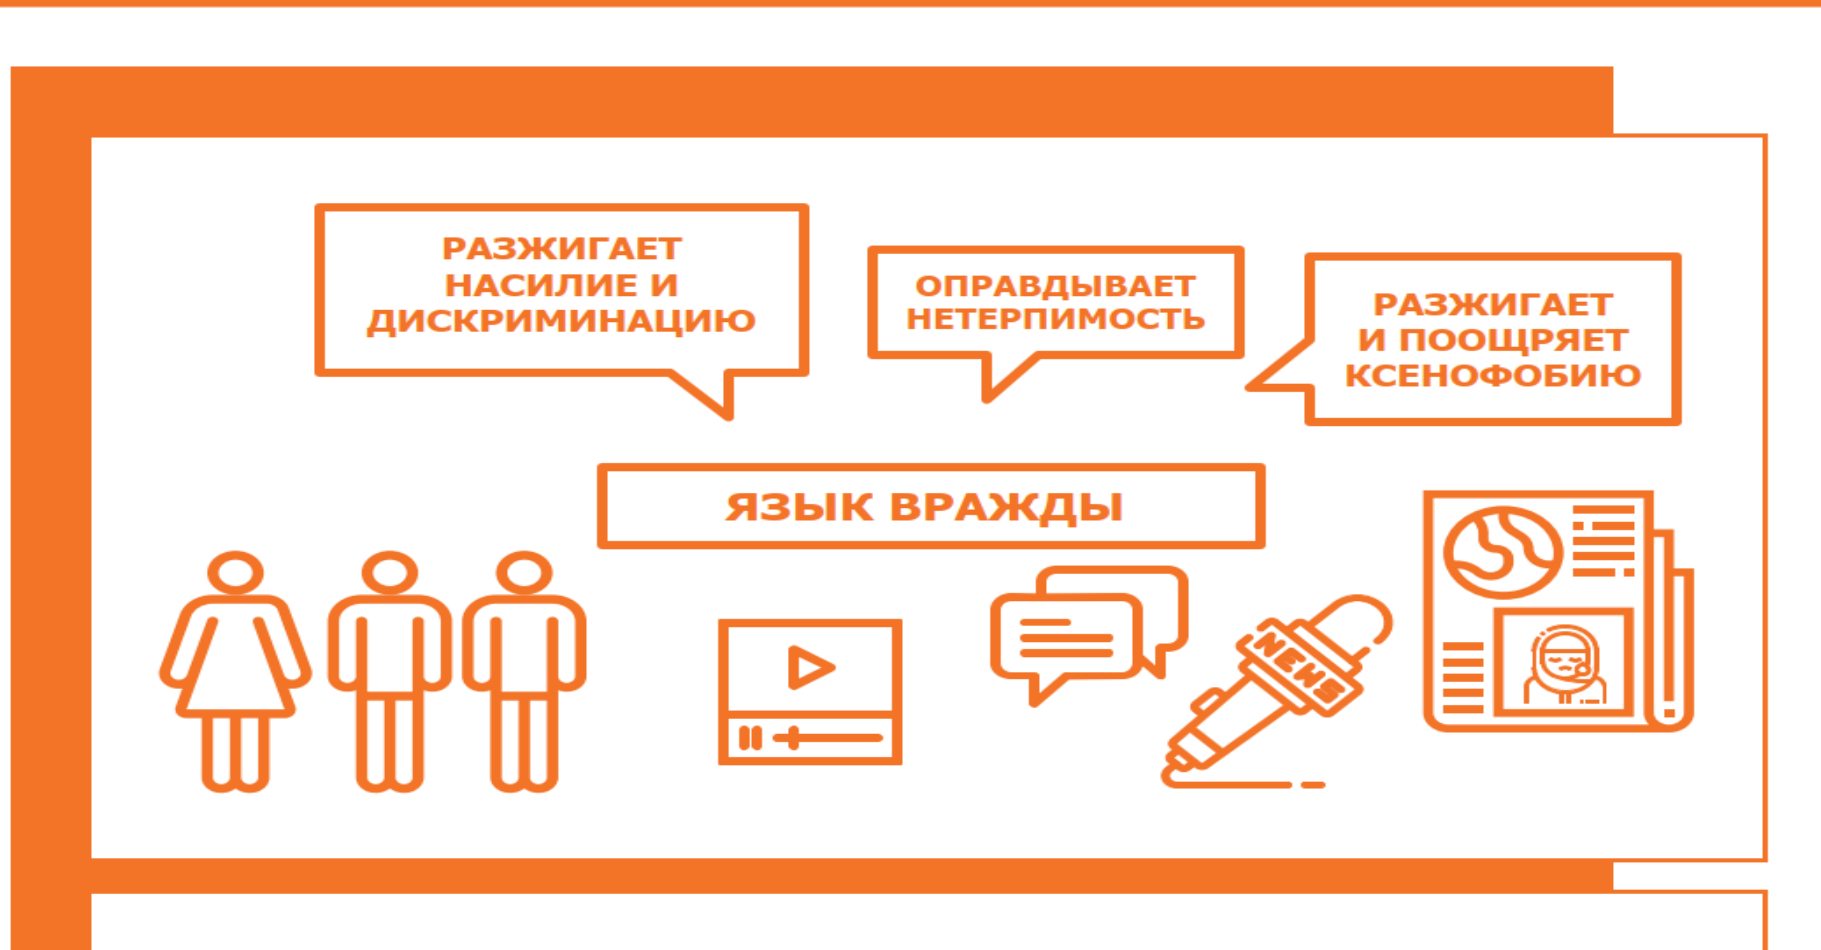 РАЗЖИГАЕТ
НАСИЛИЕ И
ДИСКРИМИНАЦИЮ
ОПРАВДЫВАЕТ
НЕТЕРПИМОСТЬ
РАЗЖИГАЕТ
И ПООЩРЯЕТ
КСЕНОФОБИЮ
ЯЗЫК ВРАЖДЫ
NEWS